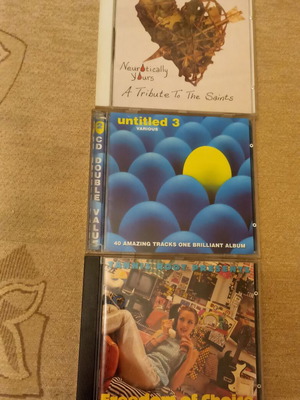 Neurotically
Yours
A Tribute To The Saints
untitled 3
VARIOUS
CD DOUBLE VALUE
40 AMAZING TRACKS ONE BRILLIANT ALBUM
Freedom of Choice